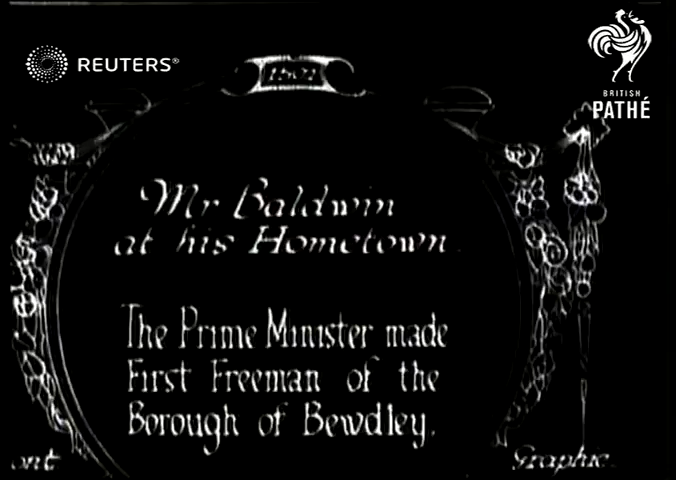 REUTERS®
BRITISH
PATHÉ
Mr Baldwin
at his Hometown.
The Prime Minister made
First Freeman of the
Borough of Bewdley.
Graphic.